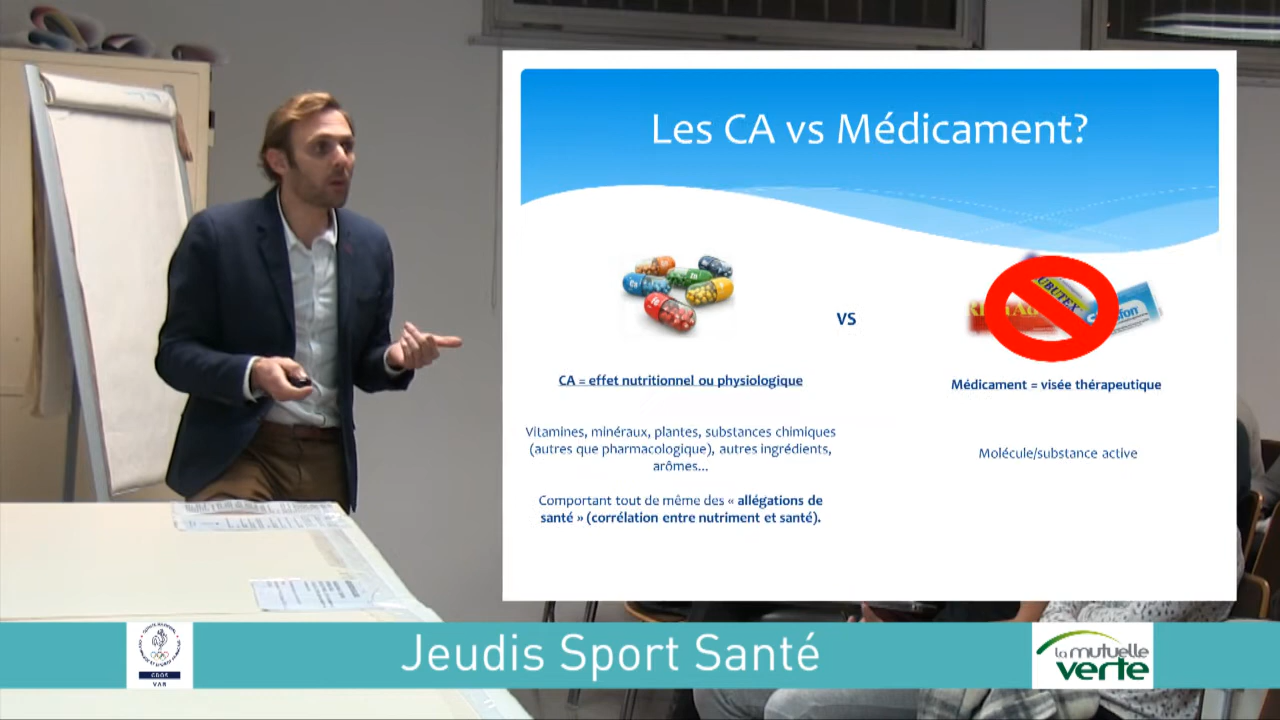 Les CA vs Médicament?
VS
CA = effet nutritionnel ou physiologique
Médicament = visée thérapeutique
Vitamines, minéraux, plantes, substances chimiques
(autres que pharmacologique), autres ingrédients,
arômes...
Molécule/substance active
Comportant tout de même des « allégations de
santé » (corrélation entre nutriment et santé).
Jeudis Sport Santé
CDOS
VAR
la mutuelle
verte